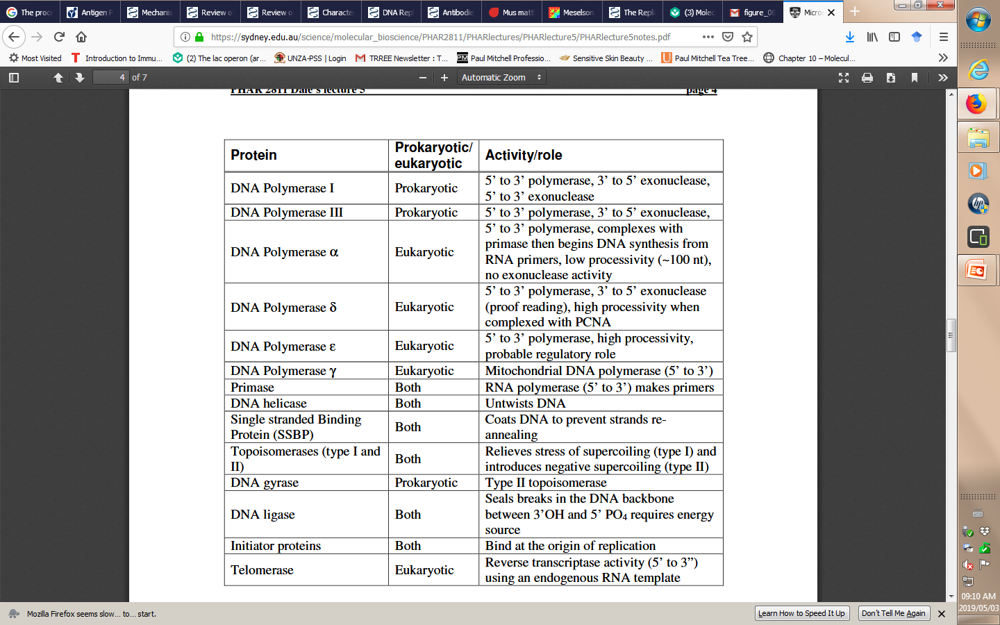 The proc
Antigen P
Mechanis
Review o
Review o
Characte
DNA Repl
Antibodie
Mus matt
Meselson
The Repli
(3) Molec
figure_06
Micros
https://sydney.edu.au/science/molecular_bioscience/PHAR2811/PHARlectures/PHARlecture5/PHARlecture5notes.pdf
Most Visited
Introduction to Immu...
(2) The lac operon (ar...
UNZA-PSS | Login
TRREE Newsletter : T...
PM Paul Mitchell Professio...
Sensitive Skin Beauty ...
Paul Mitchell Tea Tree...
Chapter 10 – Molecul...
4 of 7
Automatic Zoom
PHAR 2811 Dale's lecture 5 page 4
Protein
Prokaryotic/
eukaryotic
Activity/role
DNA Polymerase I
Prokaryotic
5’ to 3’ polymerase, 3’ to 5’ exonuclease,
5’ to 3’ exonuclease
DNA Polymerase III
Prokaryotic
5’ to 3’ polymerase, 3’ to 5’ exonuclease,
DNA Polymerase α
Eukaryotic
5’ to 3’ polymerase, complexes with
primase then begins DNA synthesis from
RNA primers, low processivity (~100 nt),
no exonuclease activity
DNA Polymerase δ
Eukaryotic
5’ to 3’ polymerase, 3’ to 5’ exonuclease
(proof reading), high processivity when
complexed with PCNA
DNA Polymerase ε
Eukaryotic
5’ to 3’ polymerase, high processivity,
probable regulatory role
DNA Polymerase γ
Eukaryotic
Mitochondrial DNA polymerase (5’ to 3’)
Primase
Both
RNA polymerase (5’ to 3’) makes primers
DNA helicase
Both
Untwists DNA
Single stranded Binding
Protein (SSBP)
Both
Coats DNA to prevent strands re-
annealing
Topoisomerases (type I and
II)
Both
Relieves stress of supercoiling (type I) and
introduces negative supercoiling (type II)
DNA gyrase
Prokaryotic
Type II topoisomerase
DNA ligase
Both
Seals breaks in the DNA backbone
between 3’OH and 5’ PO4 requires energy
source
Initiator proteins
Both
Bind at the origin of replication
Telomerase
Eukaryotic
Reverse transcriptase activity (5’ to 3”)
using an endogenous RNA template
Mozilla Firefox seems slow... to... start.
Learn How to Speed It Up
Don't Tell Me Again
09:10 AM
2019/05/03